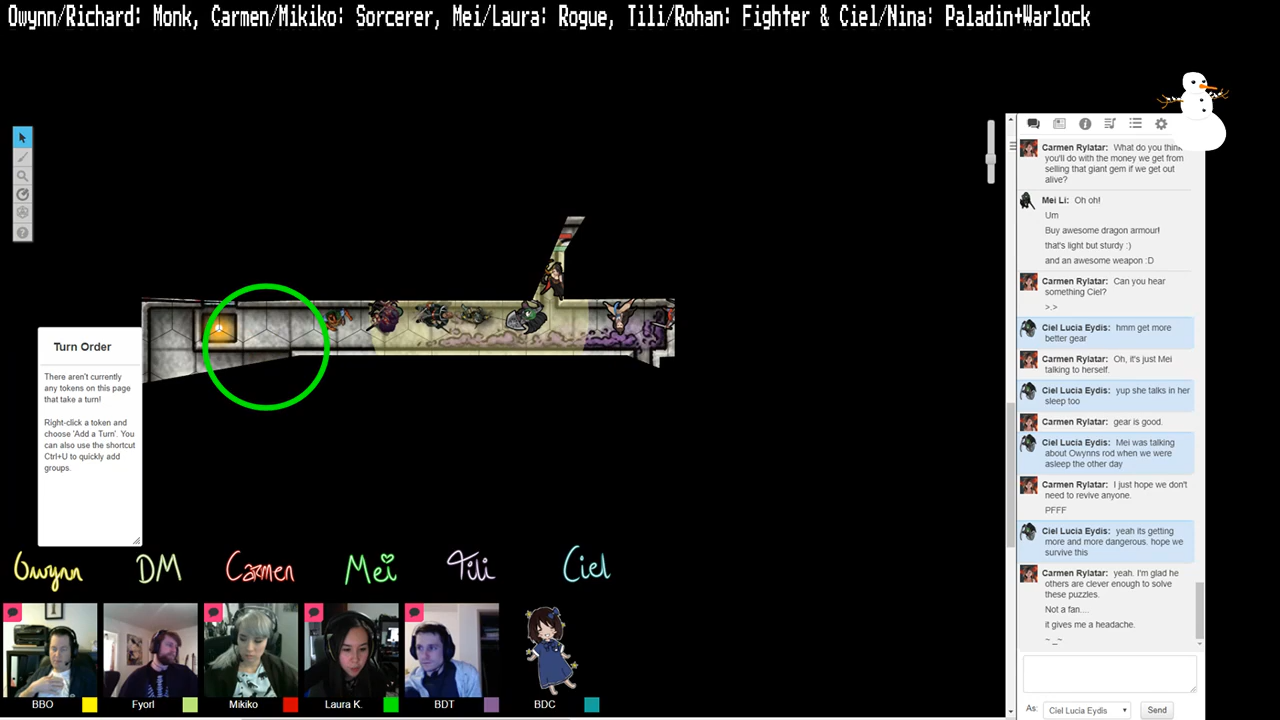 Owynn/Richard: Monk, Carmen/Mikiko: Sorcerer, Mei/Laura: Rogue, Tili/Rohan: Fighter & Ciel/Nina: Paladin+Warlock
Turn Order
There aren't currently
any tokens on this page
that take a turn!
Right-click a token and
choose 'Add a Turn'. You
can also use the shortcut
Ctrl+U to quickly add
groups.
Carmen Rylatar: What do you think
you'll do with the money we get from
selling that giant gem if we get out
alive?
Mei Li: Oh oh!
Um
Buy awesome dragon armour!
that's light but sturdy :)
and an awesome weapon :D
Carmen Rylatar: Can you hear
something Ciel?
>.>
Ciel Lucia Eydis: hmm get more
better gear
Carmen Rylatar: Oh, it's just Mei
talking to herself.
Ciel Lucia Eydis: yup she talks in her
sleep too
Carmen Rylatar: gear is good.
Ciel Lucia Eydis: Mei was talking
about Owynns rod when we were
asleep the other day
Carmen Rylatar: I just hope we don't
need to revive anyone.
PFFF
Ciel Lucia Eydis: yeah its getting
more and more dangerous. hope we
survive this
Carmen Rylatar: yeah. I'm glad he
others are clever enough to solve
these puzzles.
Not a fan....
it gives me a headache.
~_~
As: Ciel Lucia Eydis Send
Owynn DM Carmen Mei Tili Ciel
BBO Fyorl Mikiko Laura K. BDT BDC